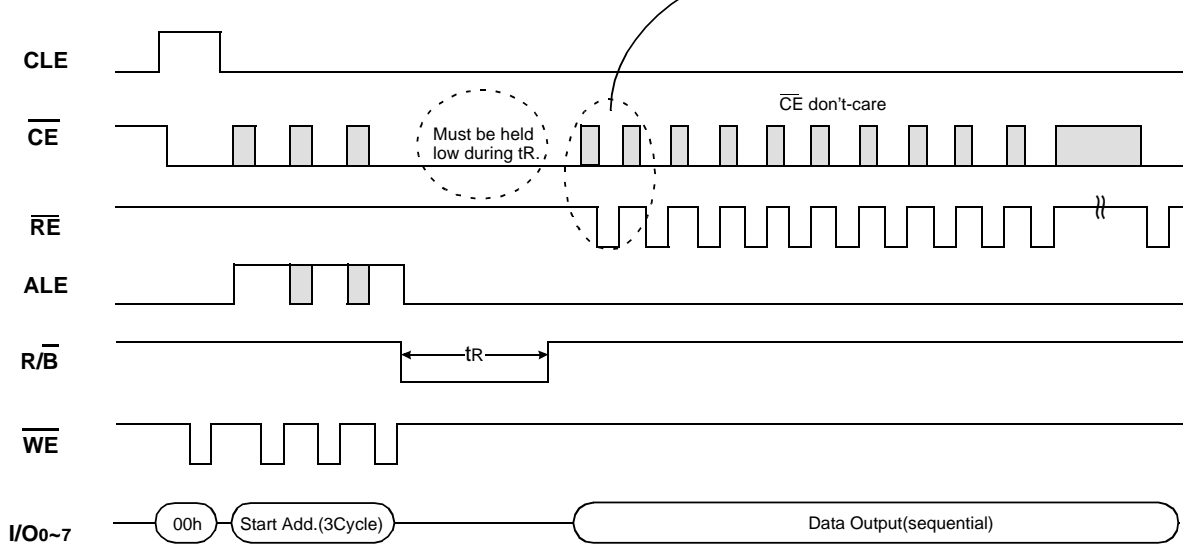 CLE
CE
CE don't-care
Must be held
low during tR.
RE
ALE
R/B
tR
WE
I/O0~7
00h
Start Add.(3Cycle)
Data Output(sequential)